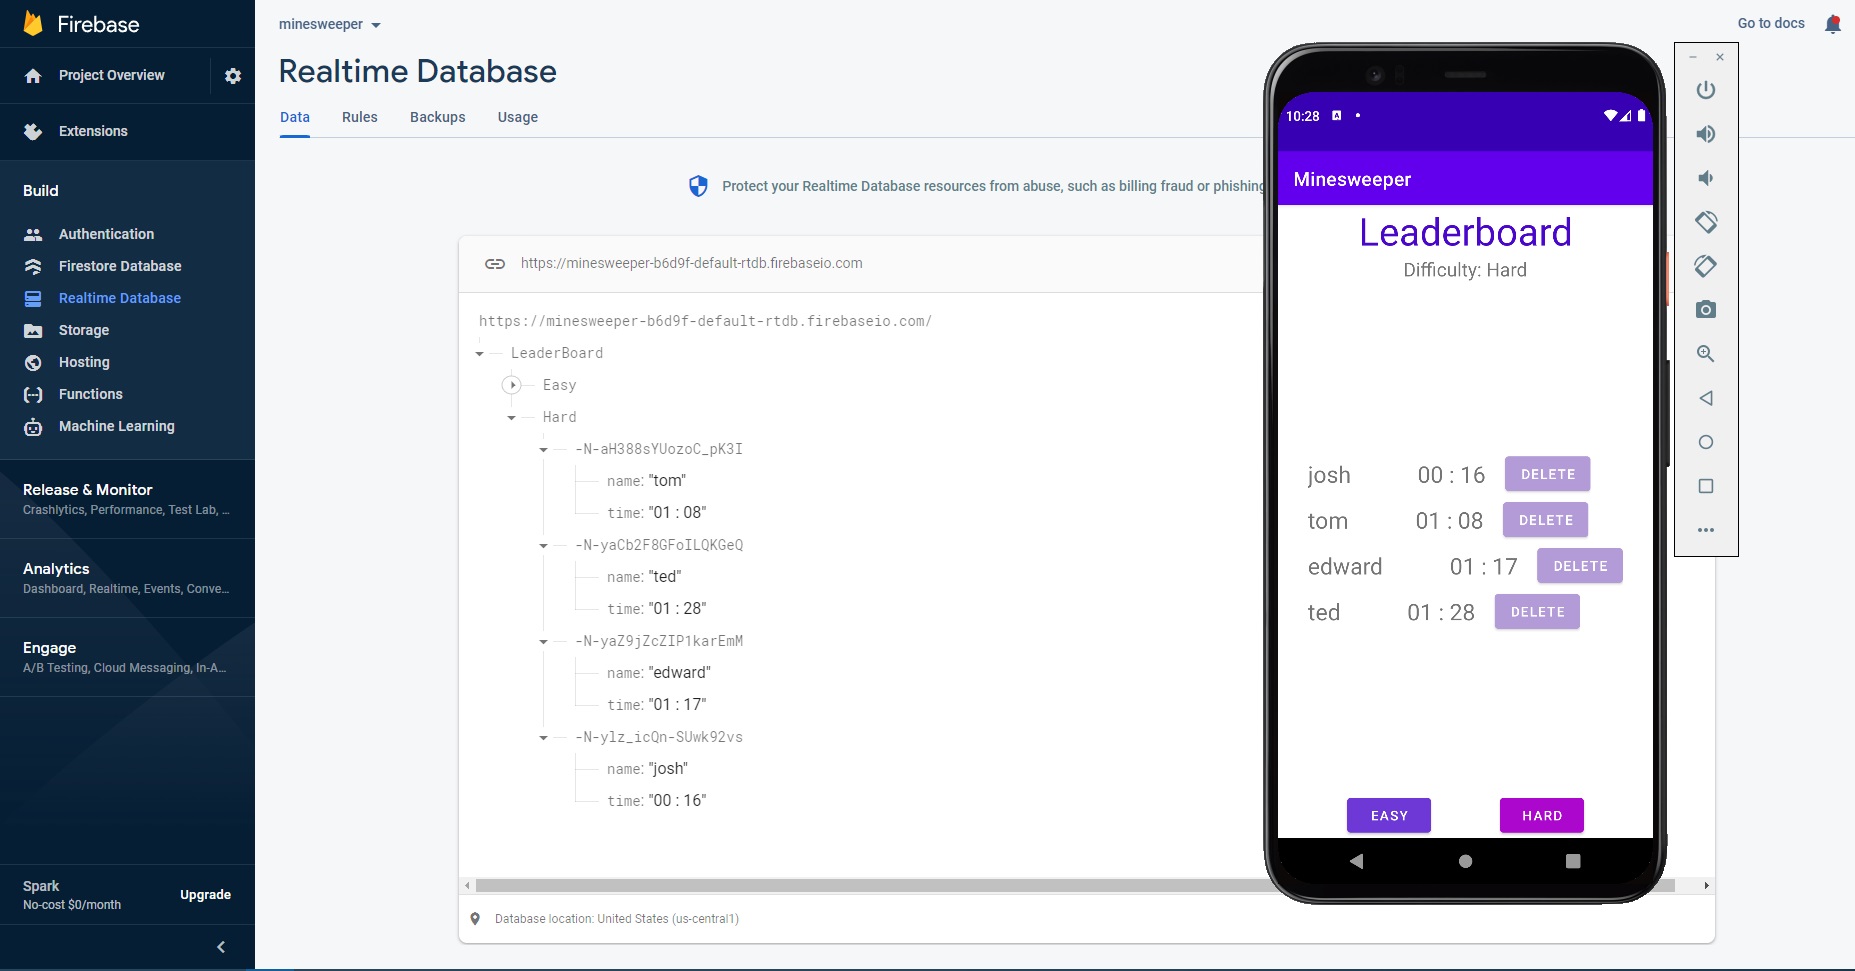 Firebase
Project Overview
Extensions
Build
Authentication
Firestore Database
Realtime Database
Storage
Hosting
Functions
Machine Learning
Release & Monitor
Crashlytics, Performance, Test Lab, ...
Analytics
Dashboard, Realtime, Events, Conve...
Engage
A/B Testing, Cloud Messaging, In-A...
Spark
No-cost $0/month
Upgrade
minesweeper
Go to docs
Realtime Database
Data Rules Backups Usage
Protect your Realtime Database resources from abuse, such as billing fraud or phishing
https://minesweeper-b6d9f-default-rtdb.firebaseio.com
https://minesweeper-b6d9f-default-rtdb.firebaseio.com/
LeaderBoard
Easy
Hard
-N-aH388sYUozoC_pK3I
name: "tom"
time: "01 : 08"
-N-yaCb2F8GFoILQKGeQ
name: "ted"
time: "01 : 28"
-N-yaZ9jZcZIP1karEmM
name: "edward"
time: "01 : 17"
-N-ylz_icQn-SUwk92vs
name: "josh"
time: "00 : 16"
Database location: United States (us-central1)
10:28
Minesweeper
Leaderboard
Difficulty: Hard
josh 00 : 16 DELETE
tom 01 : 08 DELETE
edward 01 : 17 DELETE
ted 01 : 28 DELETE
EASY HARD